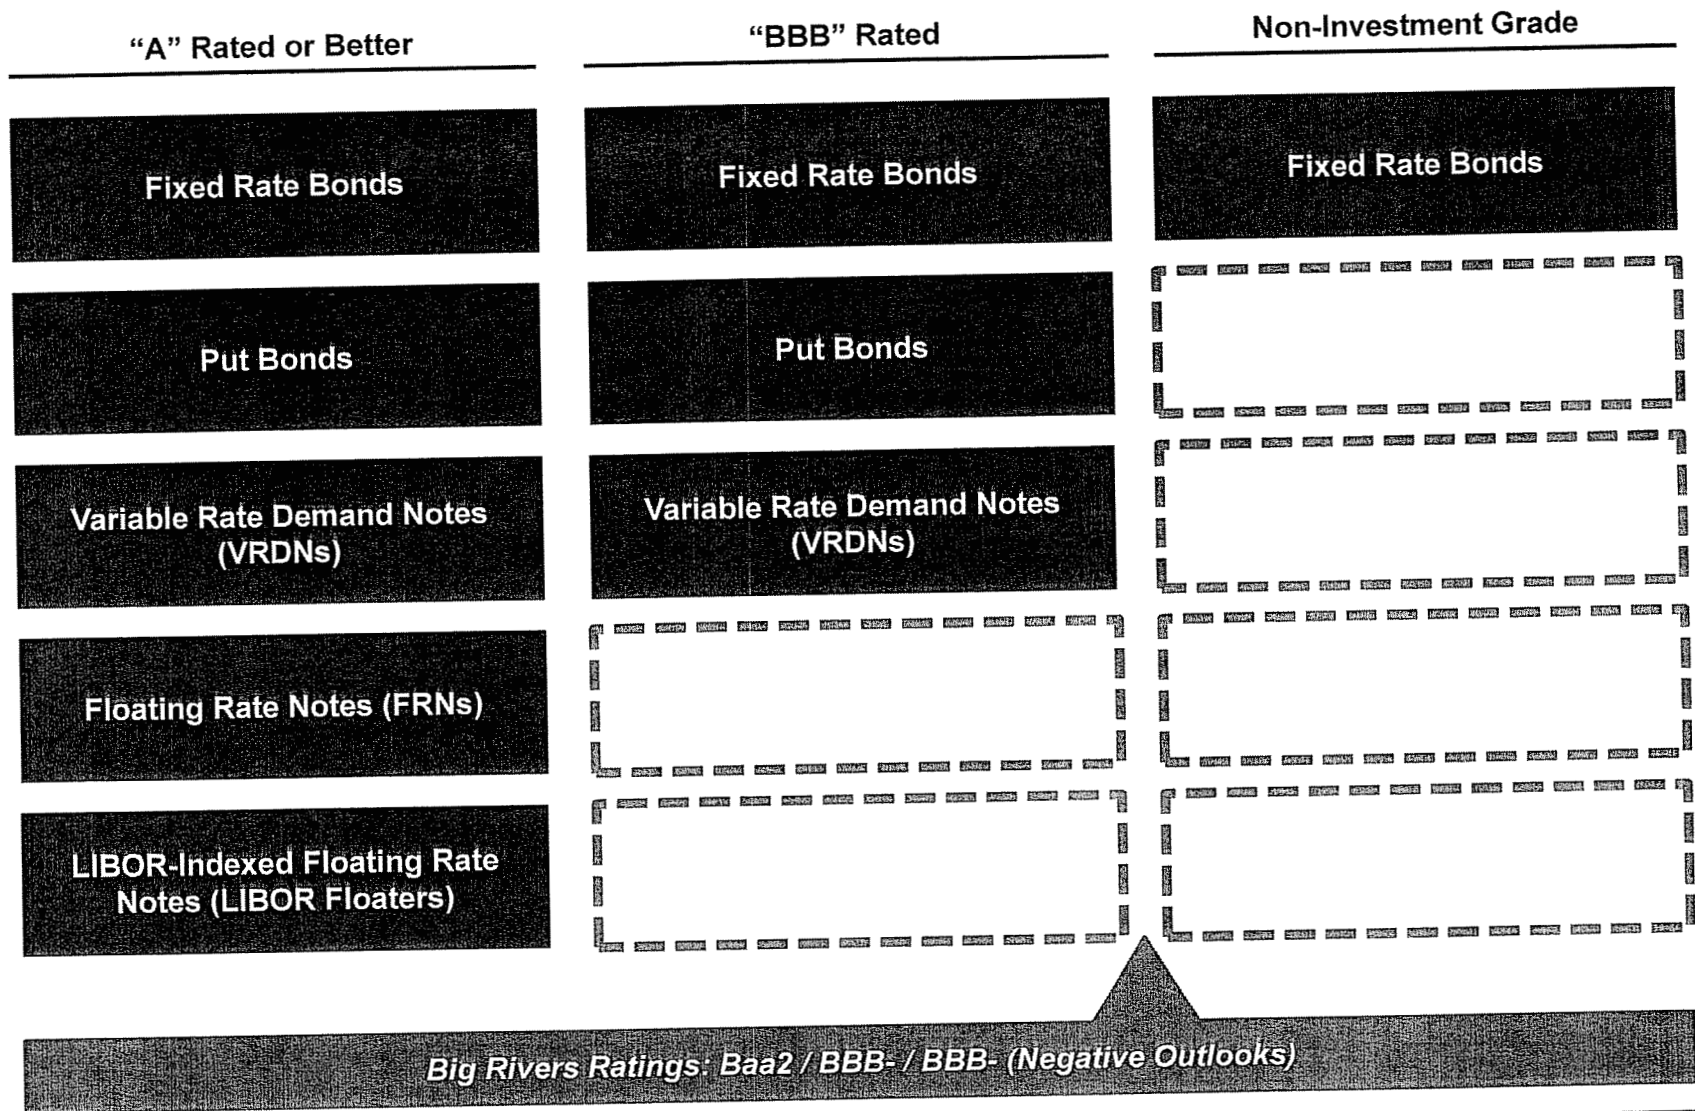 “A” Rated or Better
“BBB” Rated
Non-Investment Grade
Fixed Rate Bonds
Fixed Rate Bonds
Fixed Rate Bonds
Put Bonds
Put Bonds
Variable Rate Demand Notes
(VRDNs)
Variable Rate Demand Notes
(VRDNs)
Floating Rate Notes (FRNs)
LIBOR-Indexed Floating Rate
Notes (LIBOR Floaters)
Big Rivers Ratings: Baa2 / BBB- / BBB- (Negative Outlooks)